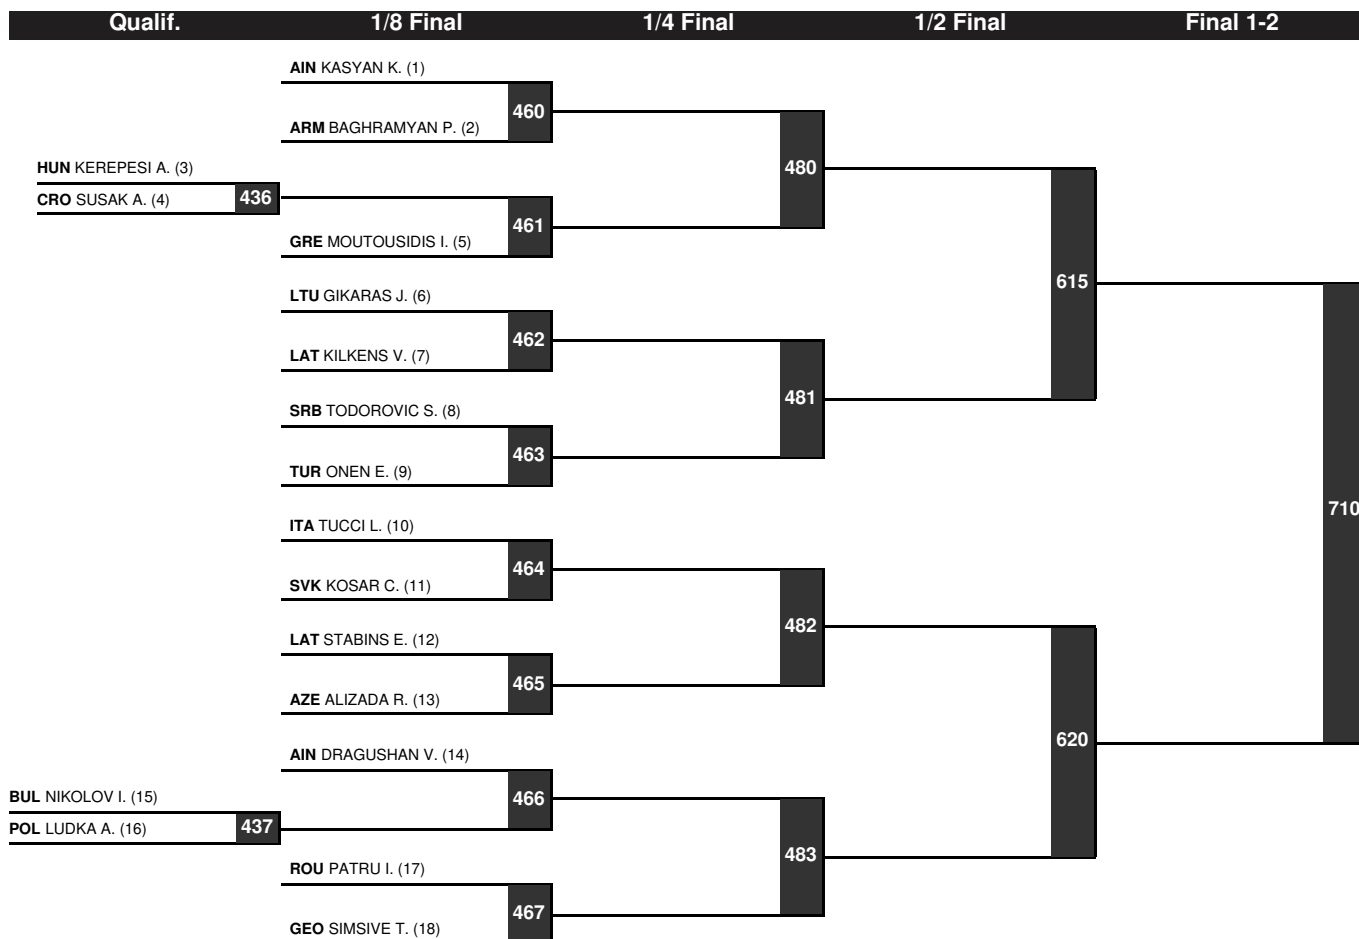 Qualif. 1/8 Final 1/4 Final 1/2 Final Final 1-2
AIN KASYAN K. (1)
460
ARM BAGHRAMYAN P. (2)
HUN KEREPESI A. (3)
480
CRO SUSAK A. (4) 436
461
GRE MOUTOUSIDIS I. (5)
615
LTU GIKARAS J. (6)
462
LAT KILKENS V. (7)
481
SRB TODOROVIC S. (8)
463
TUR ONEN E. (9)
710
ITA TUCCI L. (10)
464
SVK KOSAR C. (11)
482
LAT STABINS E. (12)
465
AZE ALIZADA R. (13)
620
AIN DRAGUSHAN V. (14)
BUL NIKOLOV I. (15)
466
POL LUDKA A. (16) 437
483
ROU PATRU I. (17)
467
GEO SIMSIVE T. (18)